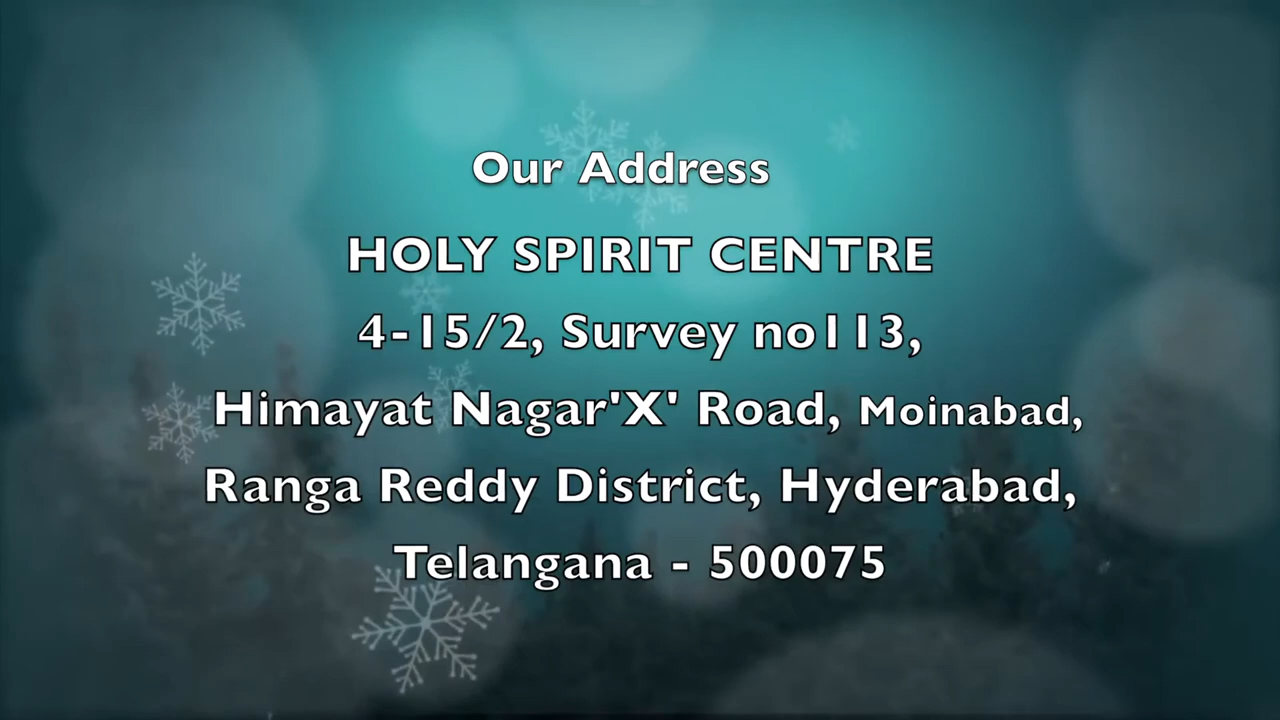 Our Address
HOLY SPIRIT CENTRE
4-15/2, Survey no113,
Himayat Nagar'X' Road, Moinabad,
Ranga Reddy District, Hyderabad,
Telangana - 500075